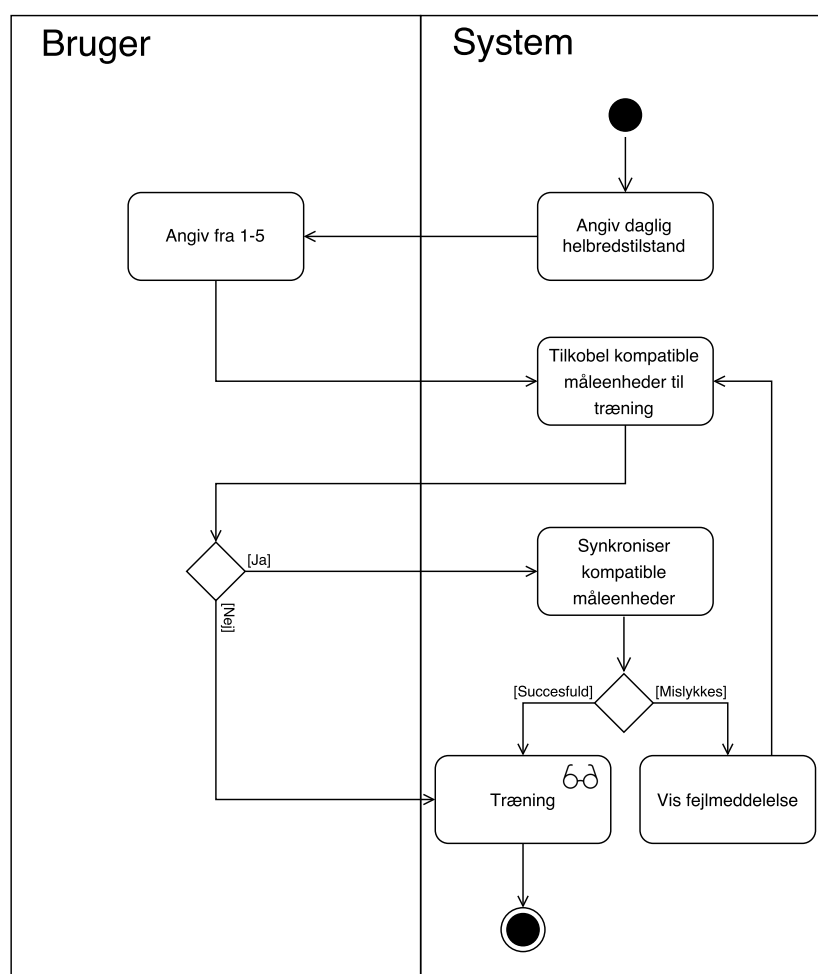 Bruger
System
Angiv daglig
helbredstilstand
Angiv fra 1-5
Tilkobel kompatible
måleenheder til
træning
[Ja]
[Nej]
Synkroniser
kompatible
måleenheder
[Succesfuld]
[Mislykkes]
Træning
Vis fejlmeddelelse